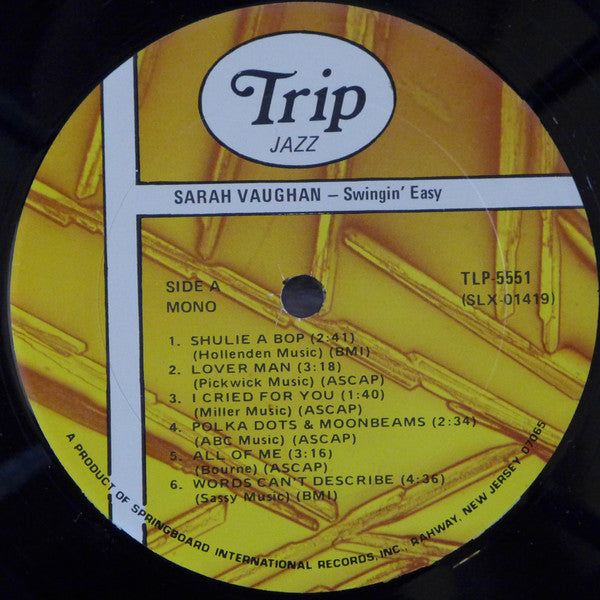 Trip
JAZZ
SARAH VAUGHAN – Swingin' Easy
SIDE A
MONO
TLP-5551
(SLX-01419)
1. SHULIE A BOP (2:41)
(Hollenden Music) (BMI)
2. LOVER MAN (3:18)
(Pickwick Music) (ASCAP)
3. I CRIED FOR YOU (1:40)
(Miller Music) (ASCAP)
4. POLKA DOTS & MOONBEAMS (2:34)
(ABC Music) (ASCAP)
5. ALL OF ME (3:16)
(Bourne) (ASCAP)
6. WORDS CAN'T DESCRIBE (4:36)
(Sassy Music) (BMI)
A PRODUCT OF SPRINGBOARD INTERNATIONAL RECORDS, INC., RAHWAY, NEW JERSEY 07065